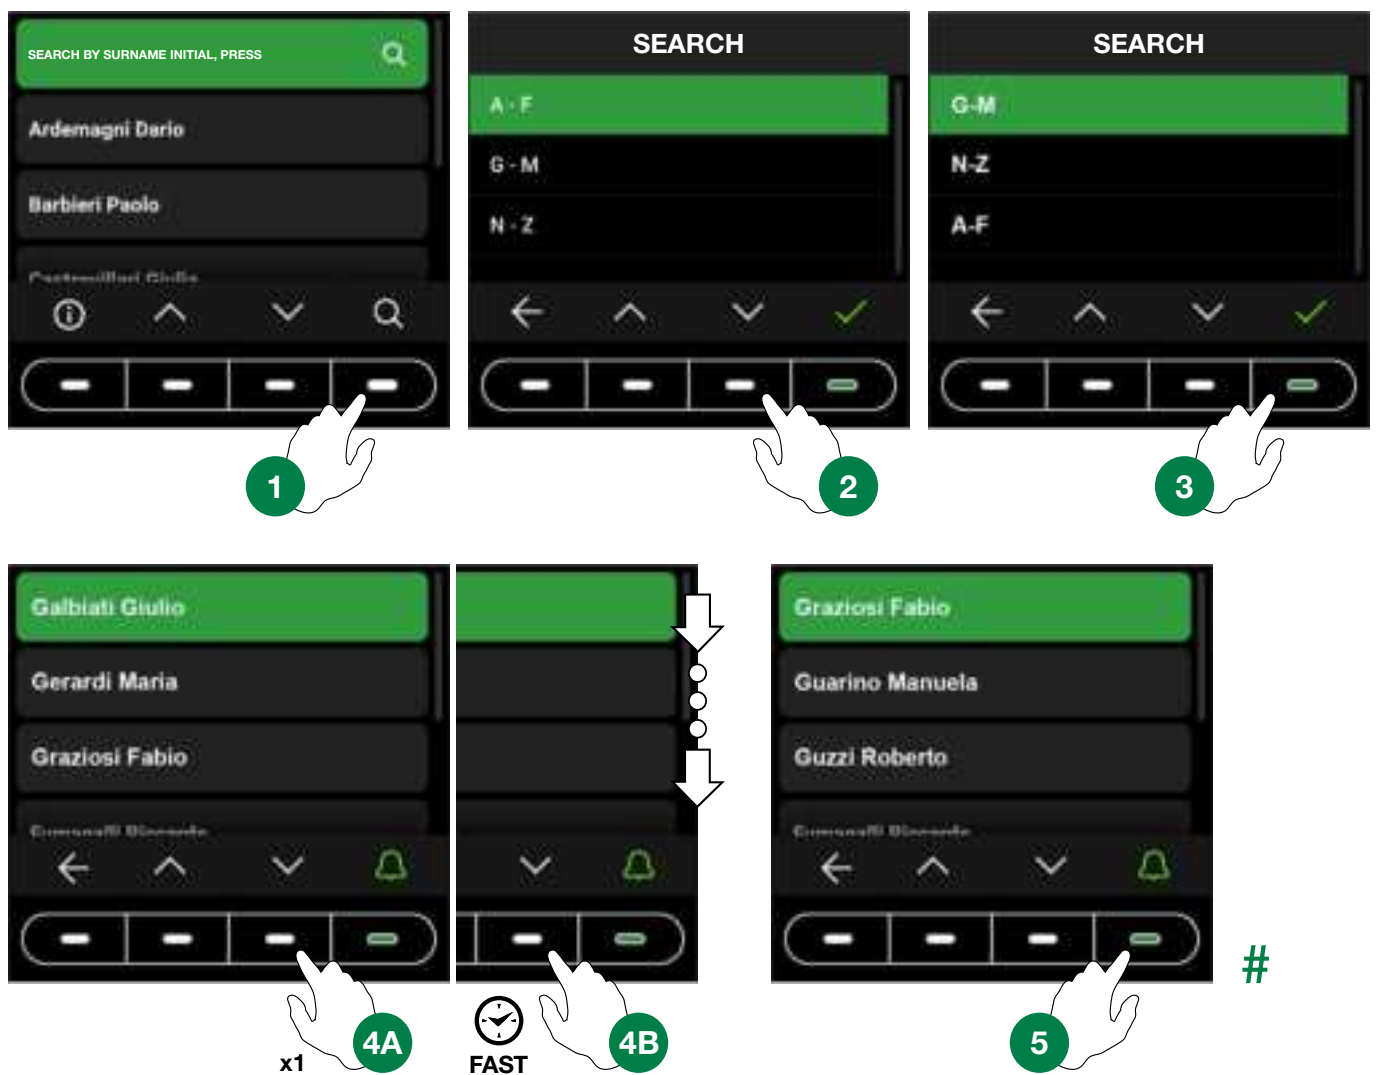 SEARCH BY SURNAME INITIAL, PRESS
Ardemagni Dario
Barbieri Paolo
1
SEARCH
A - F
G - M
N - Z
2
SEARCH
G-M
N-Z
A-F
3
Galbiati Giulio
Gerardi Maria
Graziosi Fabio
x1
4A
FAST
4B
Graziosi Fabio
Guarino Manuela
Guzzi Roberto
5
#